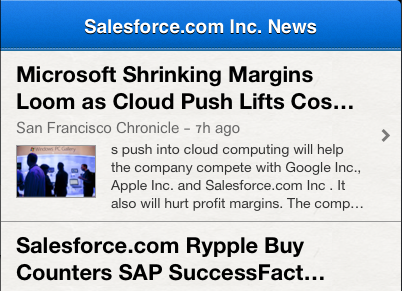 Salesforce.com Inc. News
Microsoft Shrinking Margins
Loom as Cloud Push Lifts Cos…
San Francisco Chronicle – 7h ago
s push into cloud computing will help
the company compete with Google Inc.,
Apple Inc. and Salesforce.com Inc . It
also will hurt profit margins. The comp…
Salesforce.com Rypple Buy
Counters SAP SuccessFact…